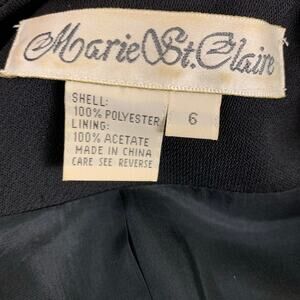 Marie St. Claire
SHELL:
100% POLYESTER
LINING:
100% ACETATE
MADE IN CHINA
CARE SEE REVERSE
6